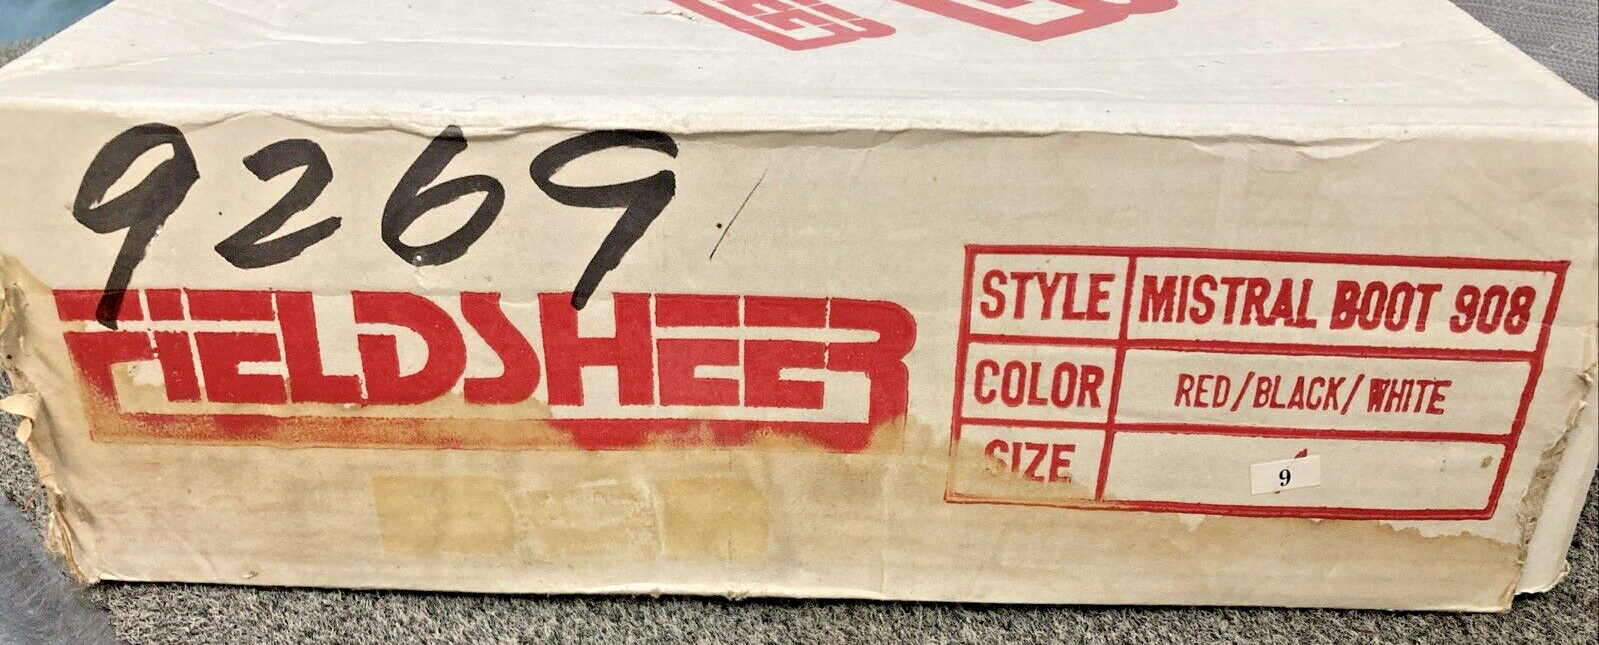 9269
FIELDSHEER
STYLE MISTRAL BOOT 908
COLOR RED/BLACK/WHITE
SIZE 9